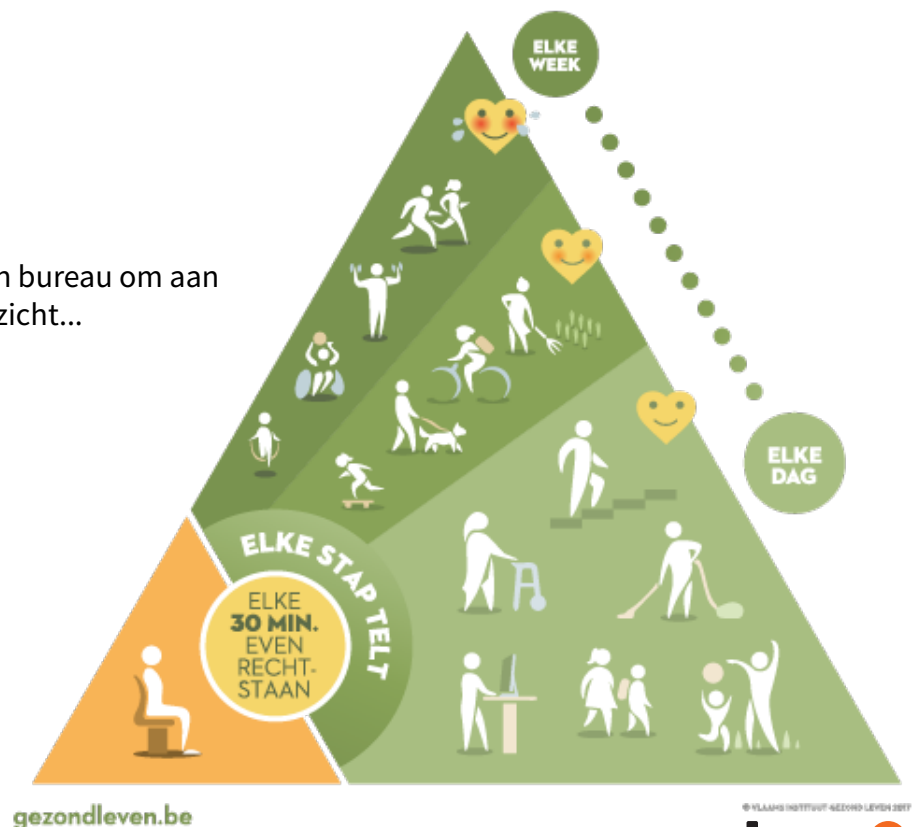 ELKE
WEEK
n bureau om aan
zicht...
ELKE
DAG
ELKE STAP TELT
ELKE
30 MIN.
EVEN
RECHT-
STAAN
gezondleven.be
© VLAAMS INSTITUUT GEZOND LEVEN 2017